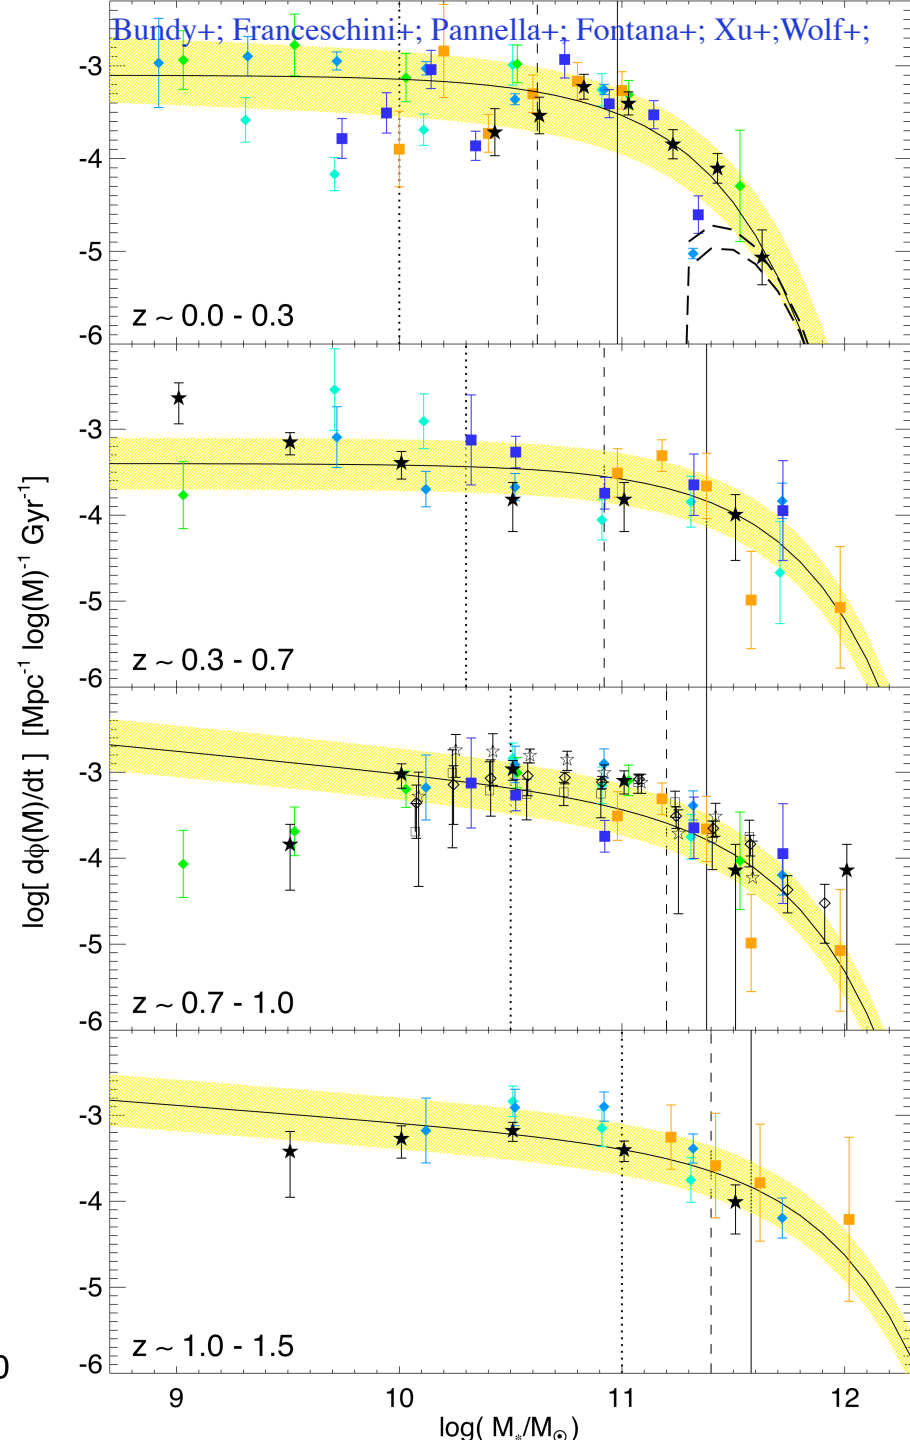 Bundy+; Franceschini+; Pannella+; Fontana+; Xu+;Wolf+;
-3
-4
-5
-6
z ~ 0.0 - 0.3
-3
-4
-5
-6
z ~ 0.3 - 0.7
log[ dφ(M)/dt ] [Mpc⁻¹ log(M)⁻¹ Gyr⁻¹]
-3
-4
-5
-6
z ~ 0.7 - 1.0
-3
-4
-5
-6
z ~ 1.0 - 1.5
0
9 10 11 12
log( M*/M☉)